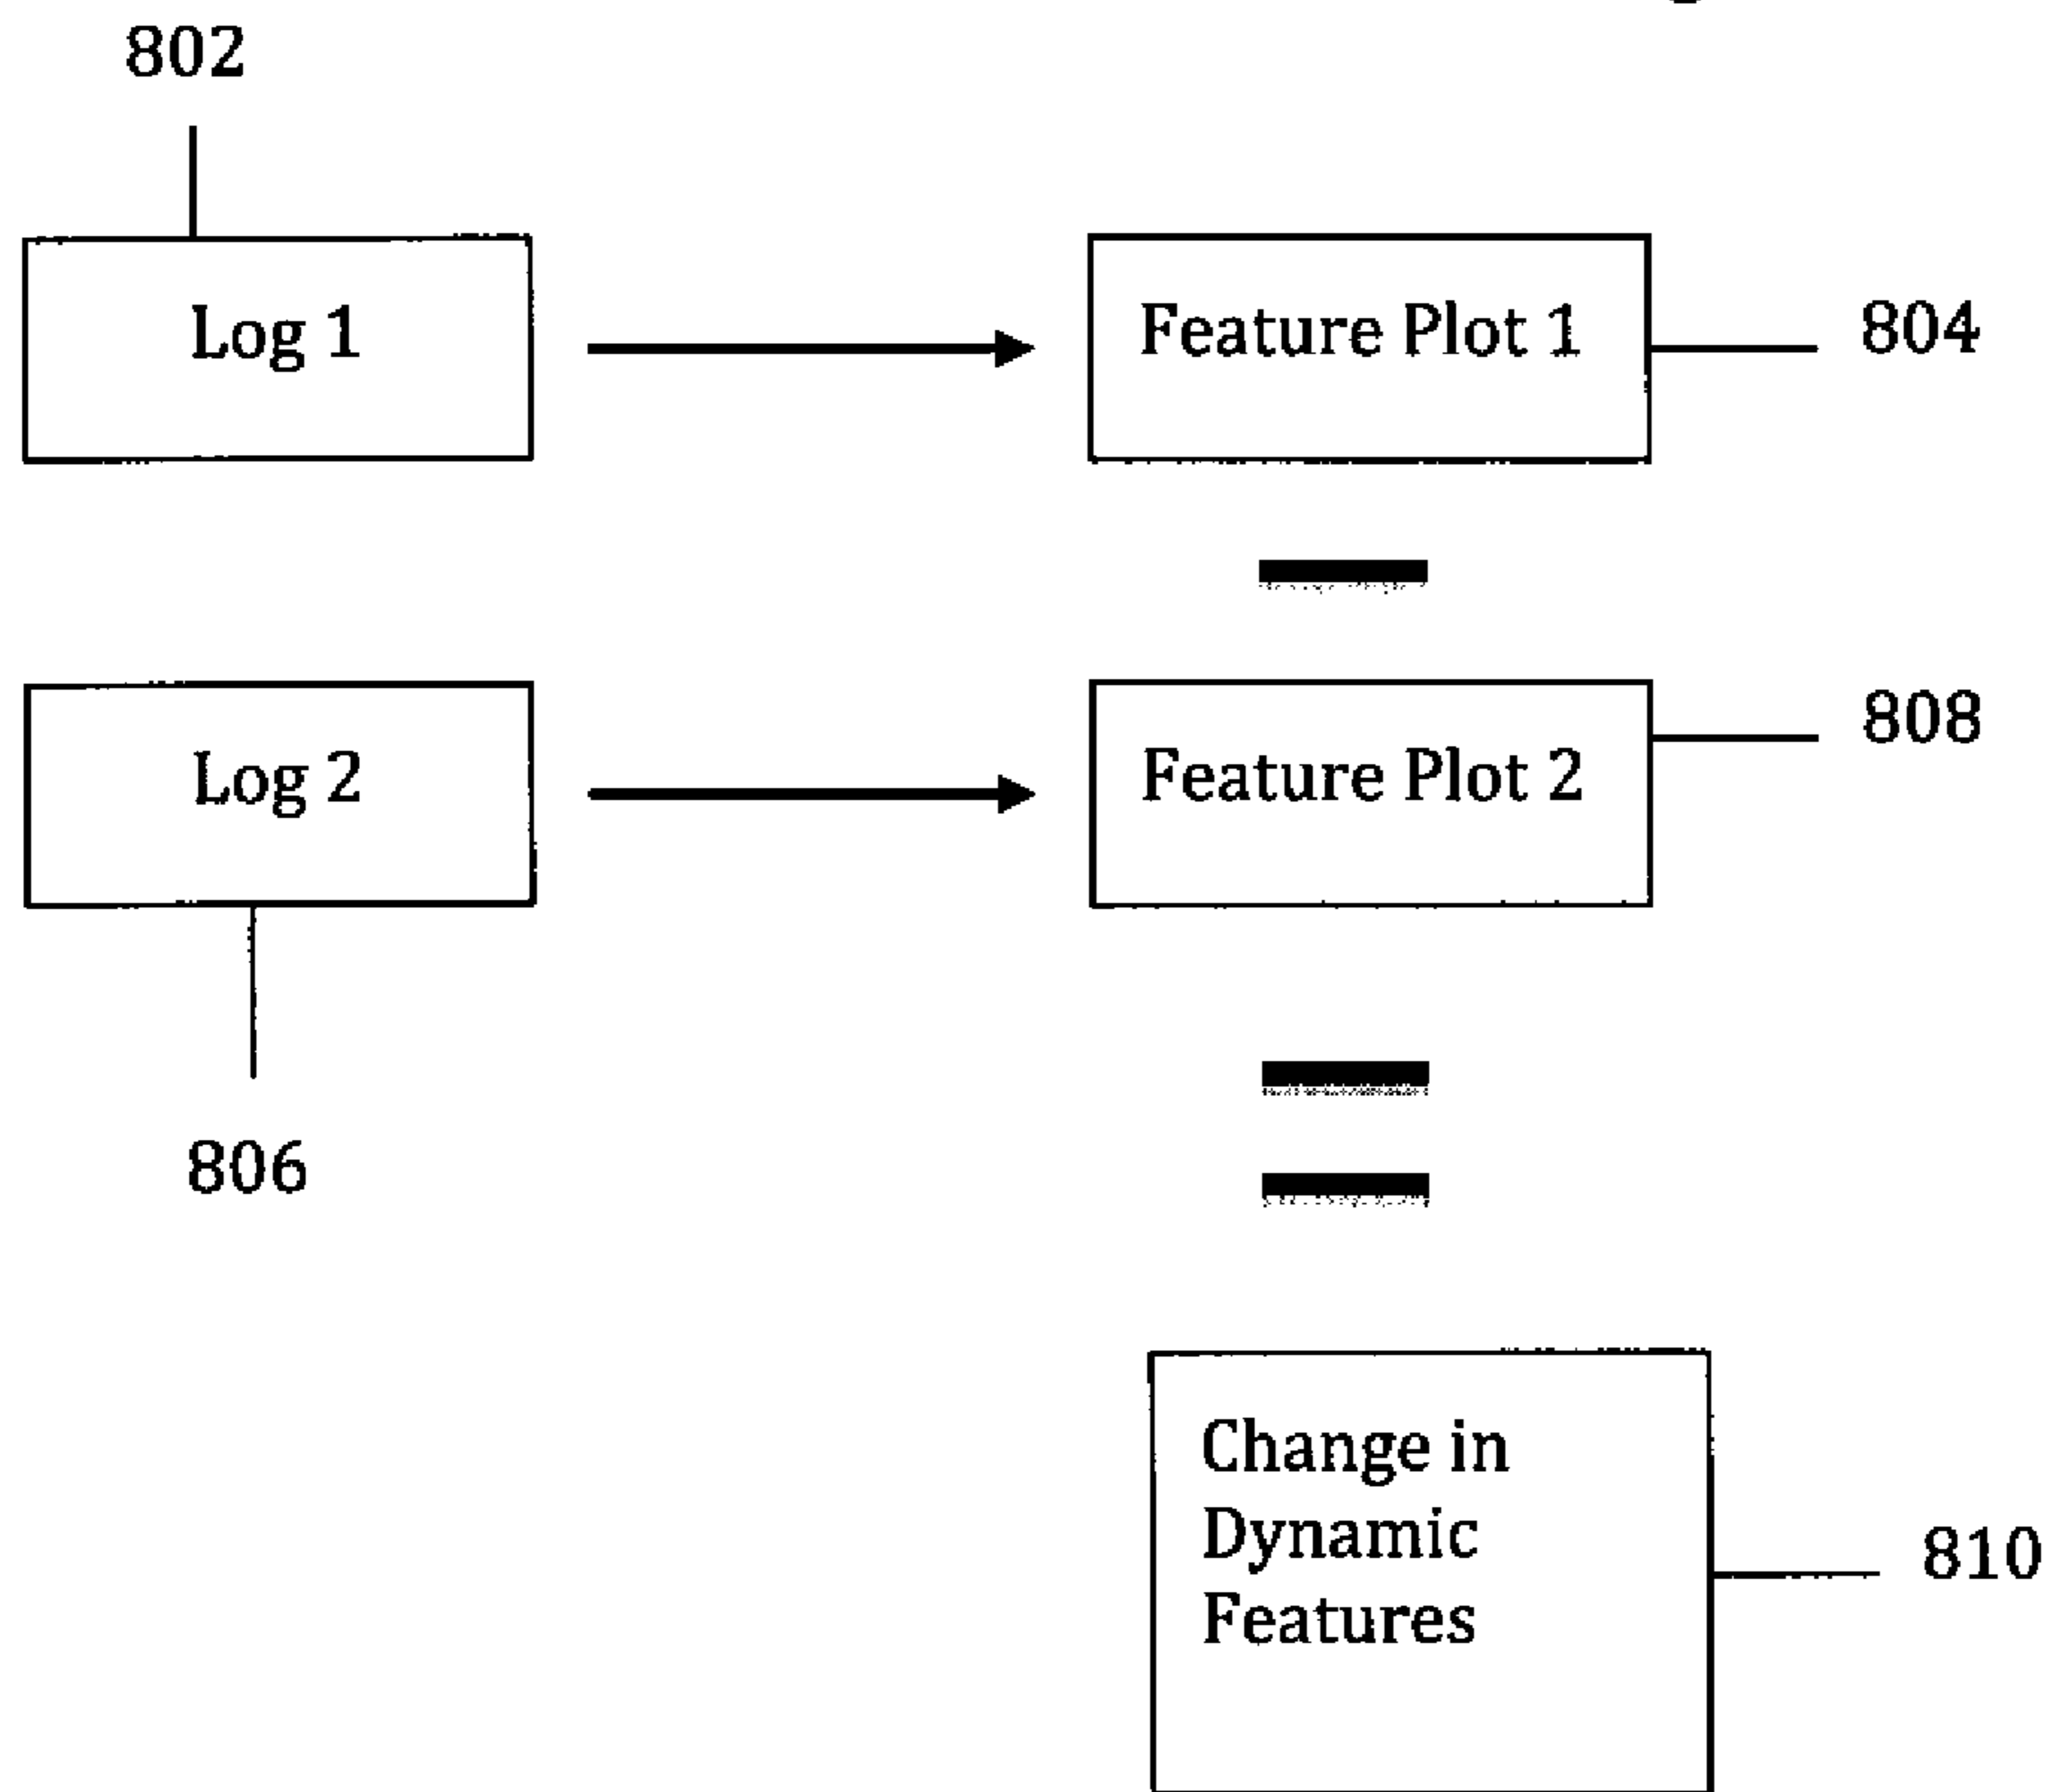 802
Log 1
Feature Plot 1
804
Log 2
Feature Plot 2
808
806
Change in
Dynamic
Features
810